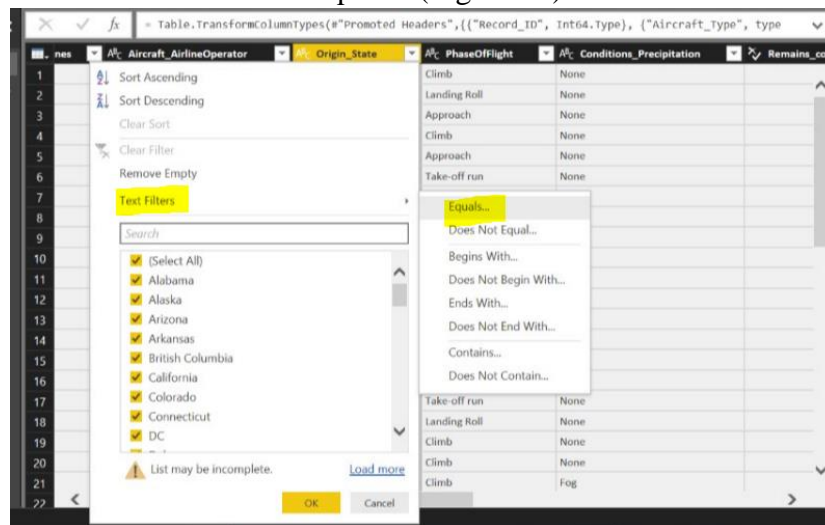 = Table.TransformColumnTypes(#"Promoted Headers",{{"Record_ID", Int64.Type}, {"Aircraft_Type", type
nes Aircraft_AirlineOperator Origin_State PhaseOfFlight Conditions_Precipitation Remains_co
1 Sort Ascending Climb None
2 Sort Descending Landing Roll None
3 Clear Sort Approach None
4 Climb None
5 Clear Filter Approach None
6 Remove Empty Take-off run None
7 Text Filters Equals...
8 Does Not Equal...
9 Search
10 (Select All) Begins With...
11 Alabama Does Not Begin With...
12 Alaska Ends With...
13 Arizona Does Not End With...
14 Arkansas
15 British Columbia Contains...
16 California Does Not Contain...
17 Colorado Take-off run None
18 Connecticut Landing Roll None
19 DC Climb None
20 List may be incomplete. Load more Climb None
21 Climb Fog
22 OK Cancel